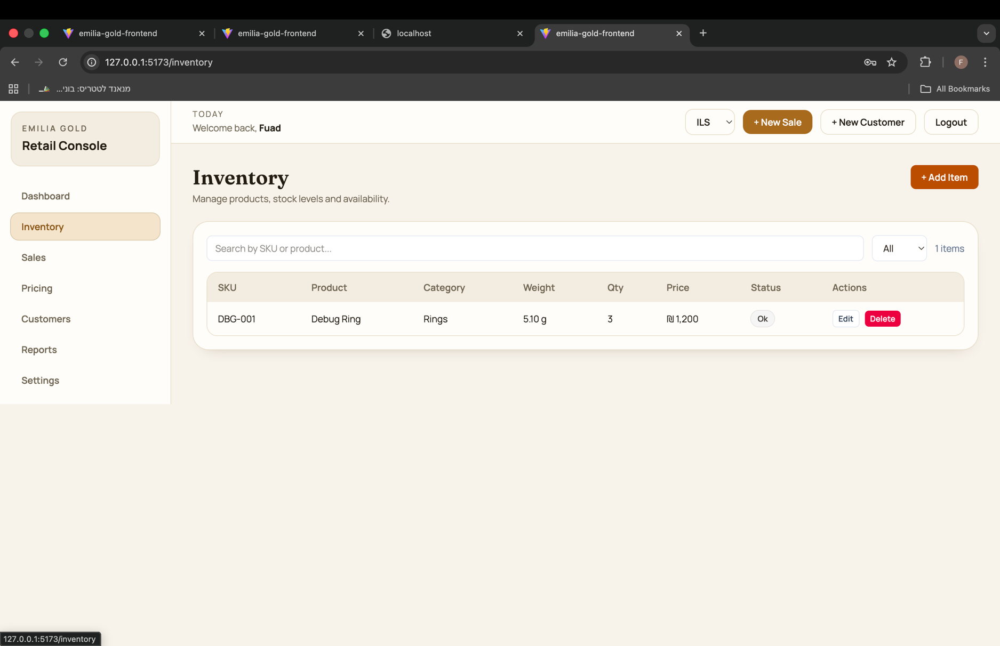 emilia-gold-frontend
emilia-gold-frontend
localhost
emilia-gold-frontend
127.0.0.1:5173/inventory
F
מנאנד לטטריס: בוני...
All Bookmarks
EMILIA GOLD
Retail Console
Dashboard
Inventory
Sales
Pricing
Customers
Reports
Settings
TODAY
Welcome back, Fuad
ILS
+ New Sale
+ New Customer
Logout
Inventory
Manage products, stock levels and availability.
+ Add Item
Search by SKU or product...
All
1 items
SKU Product Category Weight Qty Price Status Actions
DBG-001 Debug Ring Rings 5.10 g 3 ₪ 1,200 Ok Edit Delete
127.0.0.1:5173/inventory